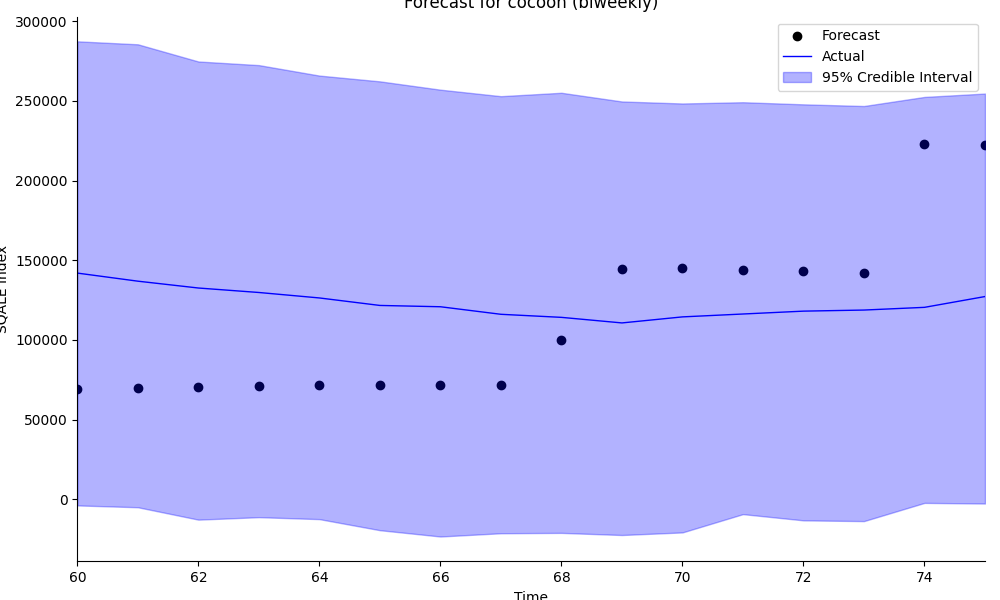 Forecast for cocoon (biweekly)
300000
250000
200000
150000
100000
50000
0
SQALE Index
Forecast
Actual
95% Credible Interval
60
62
64
66
68
70
72
74
Time